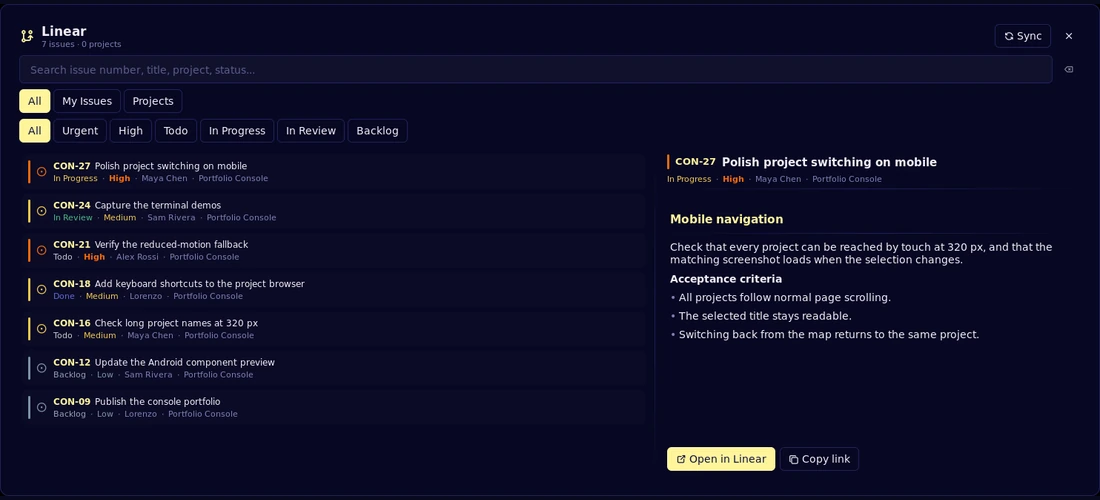 Linear
7 issues · 0 projects
Sync
Search issue number, title, project, status...
All My Issues Projects
All Urgent High Todo In Progress In Review Backlog
CON-27 Polish project switching on mobile
In Progress · High · Maya Chen · Portfolio Console
CON-24 Capture the terminal demos
In Review · Medium · Sam Rivera · Portfolio Console
CON-21 Verify the reduced-motion fallback
Todo · High · Alex Rossi · Portfolio Console
CON-18 Add keyboard shortcuts to the project browser
Done · Medium · Lorenzo · Portfolio Console
CON-16 Check long project names at 320 px
Todo · Medium · Maya Chen · Portfolio Console
CON-12 Update the Android component preview
Backlog · Low · Sam Rivera · Portfolio Console
CON-09 Publish the console portfolio
Backlog · Low · Lorenzo · Portfolio Console
CON-27 Polish project switching on mobile
In Progress · High · Maya Chen · Portfolio Console
Mobile navigation
Check that every project can be reached by touch at 320 px, and that the
matching screenshot loads when the selection changes.
Acceptance criteria
• All projects follow normal page scrolling.
• The selected title stays readable.
• Switching back from the map returns to the same project.
Open in Linear Copy link